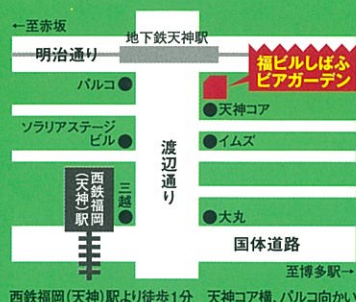 ←至赤坂
地下鉄天神駅
明治通り
福ビルしばふ
ビアガーデン
パルコ
天神コア
ソラリアステージ
ビル
イムズ
渡辺通り
西鉄福岡
(天神)駅
三越
大丸
国体道路
至博多駅→
西鉄福岡(天神)駅より徒歩1分 天神コア横、パルコ向かい